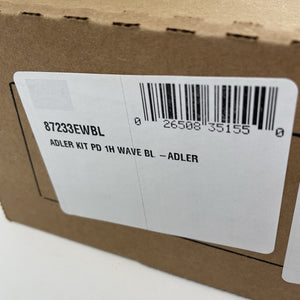 87233EWBL
ADLER KIT PD 1H WAVE BL –ADLER
0 26508 35155 0